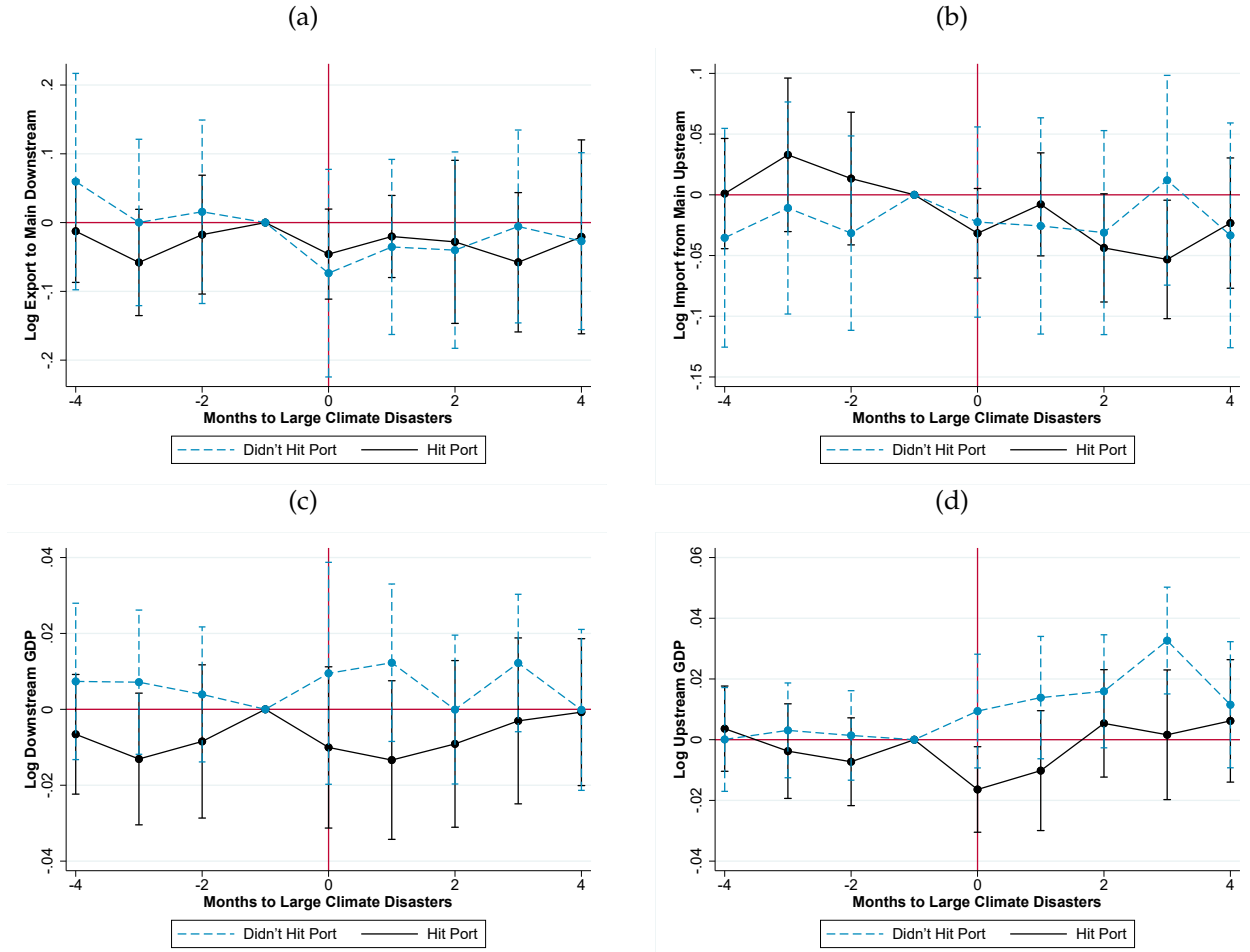 (a)
(b)
Log Export to Main Downstream
.2
.1
0
-.1
-.2
-4
-2
0
2
4
Months to Large Climate Disasters
Didn't Hit Port
Hit Port
Log Import from Main Upstream
.1
.05
0
-.05
-.1
-.15
-4
-2
0
2
4
Months to Large Climate Disasters
Didn't Hit Port
Hit Port
(c)
(d)
Log Downstream GDP
.04
.02
0
-.02
-.04
-4
-2
0
2
4
Months to Large Climate Disasters
Didn't Hit Port
Hit Port
Log Upstream GDP
.06
.04
.02
0
-.02
-.04
-4
-2
0
2
4
Months to Large Climate Disasters
Didn't Hit Port
Hit Port